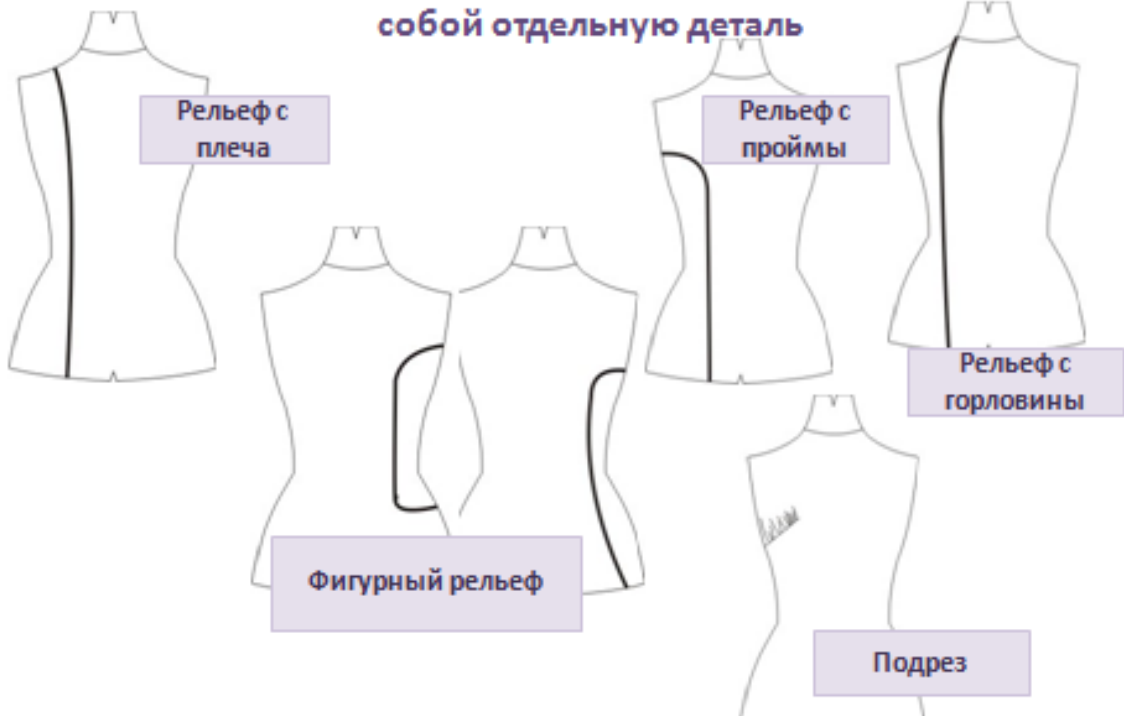 собой отдельную деталь
Рельеф с
плеча
Рельеф с
проймы
Рельеф с
горловины
Фигурный рельеф
Подрез